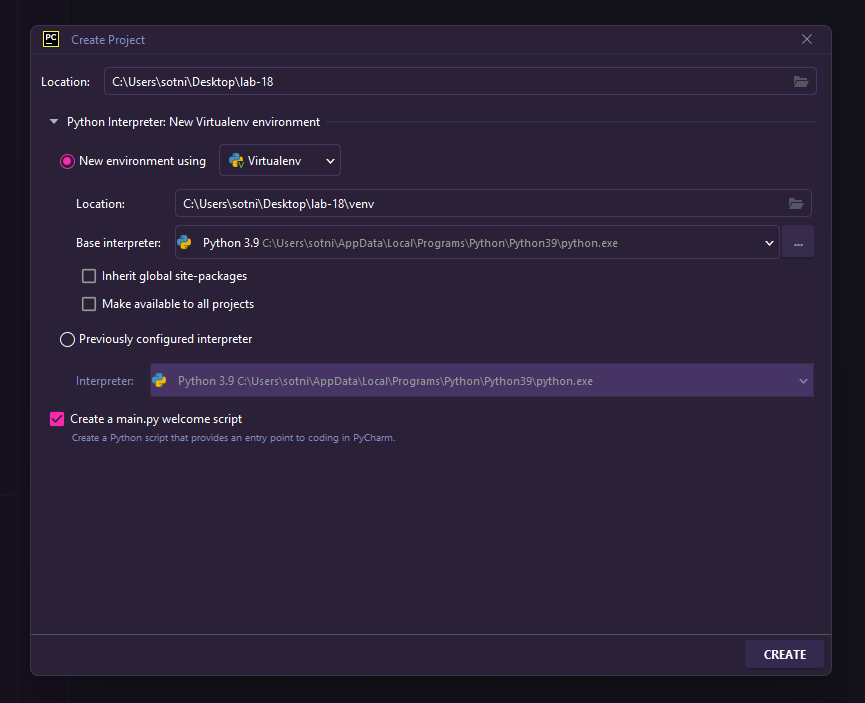 PC Create Project
Location: C:\Users\sotni\Desktop\lab-18
Python Interpreter: New Virtualenv environment
New environment using Virtualenv
Location: C:\Users\sotni\Desktop\lab-18\venv
Base interpreter: Python 3.9 C:\Users\sotni\AppData\Local\Programs\Python\Python39\python.exe ...
Inherit global site-packages
Make available to all projects
Previously configured interpreter
Interpreter: Python 3.9 C:\Users\sotni\AppData\Local\Programs\Python\Python39\python.exe
Create a main.py welcome script
Create a Python script that provides an entry point to coding in PyCharm.
CREATE